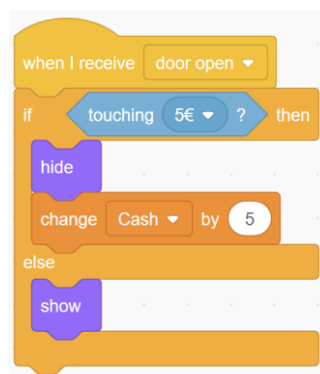 when I receive door open
if touching 5€ ? then
hide
change Cash by 5
else
show